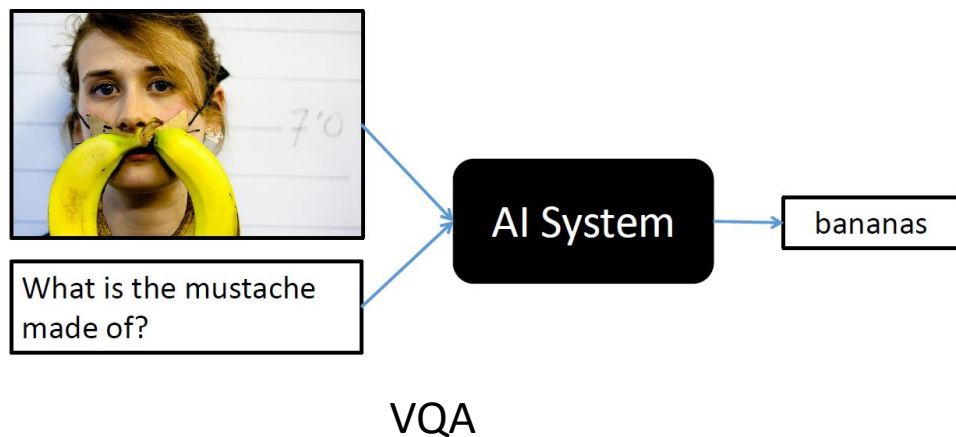 7'0
What is the mustache
made of?
AI System
bananas
VQA